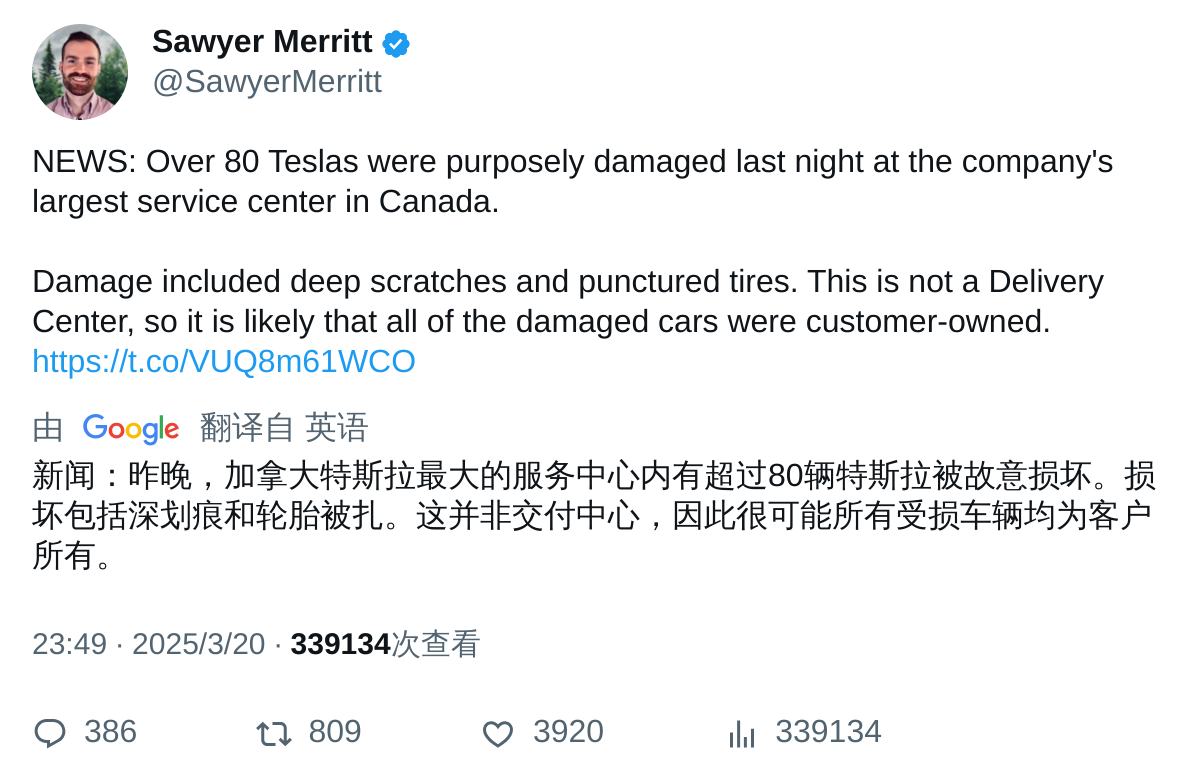 Sawyer Merritt
@SawyerMerritt
NEWS: Over 80 Teslas were purposely damaged last night at the company's
largest service center in Canada.
Damage included deep scratches and punctured tires. This is not a Delivery
Center, so it is likely that all of the damaged cars were customer-owned.
https://t.co/VUQ8m61WCO
由 Google 翻译自 英语
新闻：昨晚，加拿大特斯拉最大的服务中心内有超过80辆特斯拉被故意损坏。损
坏包括深划痕和轮胎被扎。这并非交付中心，因此很可能所有受损车辆均为客户
所有。
23:49 · 2025/3/20 · 339134次查看
386 809 3920 339134